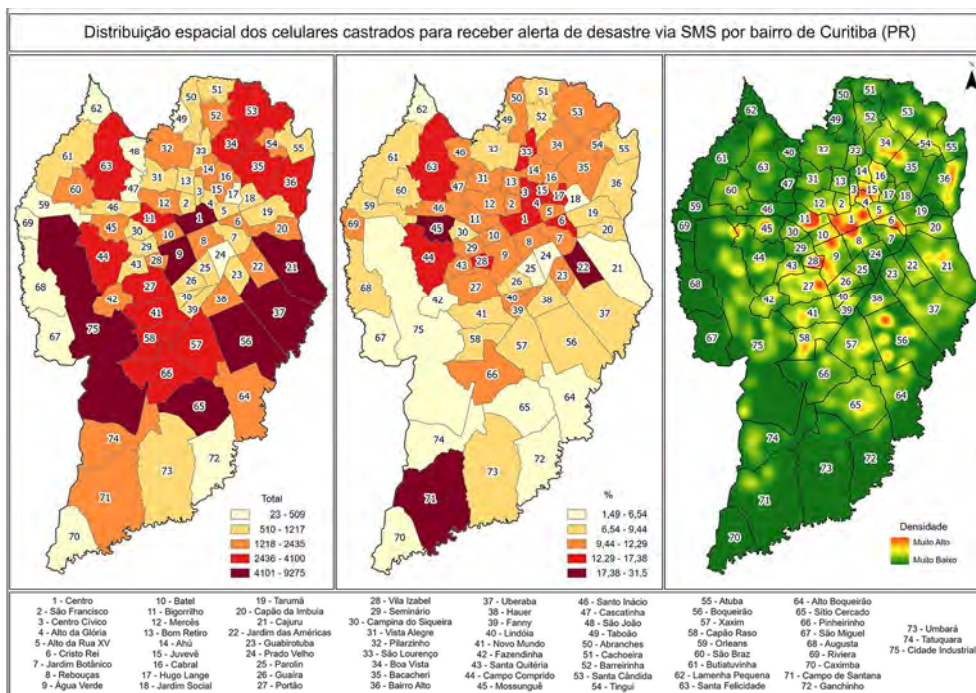 Distribuição espacial dos celulares castrados para receber alerta de desastre via SMS por bairro de Curitiba (PR)
Total
23 - 509
510 - 1217
1218 - 2435
2436 - 4100
4101 - 9275
%
1,49 - 6,54
6,54 - 9,44
9,44 - 12,29
12,29 - 17,38
17,38 - 31,5
N
Densidade
Muito Alto
Muito Baixo
1 - Centro
2 - São Francisco
3 - Centro Cívico
4 - Alto da Glória
5 - Alto da Rua XV
6 - Cristo Rei
7 - Jardim Botânico
8 - Rebouças
9 - Água Verde
10 - Batel
11 - Bigorrilho
12 - Mercês
13 - Bom Retiro
14 - Ahú
15 - Juvevê
16 - Cabral
17 - Hugo Lange
18 - Jardim Social
19 - Tarumã
20 - Capão da Imbuia
21 - Cajuru
22 - Jardim das Américas
23 - Guabirotuba
24 - Prado Velho
25 - Parolin
26 - Guaíra
27 - Portão
28 - Vila Izabel
29 - Seminário
30 - Campina do Siqueira
31 - Vista Alegre
32 - Pilarzinho
33 - São Lourenço
34 - Boa Vista
35 - Bacacheri
36 - Bairro Alto
37 - Uberaba
38 - Hauer
39 - Fanny
40 - Lindóia
41 - Novo Mundo
42 - Fazendinha
43 - Santa Quitéria
44 - Campo Comprido
45 - Mossunguê
46 - Santo Inácio
47 - Cascatinha
48 - São João
49 - Taboão
50 - Abranches
51 - Cachoeira
52 - Barreirinha
53 - Santa Cândida
54 - Tingui
55 - Atuba
56 - Boqueirão
57 - Xaxim
58 - Capão Raso
59 - Orleans
60 - São Braz
61 - Butiatuvinha
62 - Lamenha Pequena
63 - Santa Felicidade
64 - Alto Boqueirão
65 - Sítio Cercado
66 - Pinheirinho
67 - São Miguel
68 - Augusta
69 - Riviera
70 - Caximba
71 - Campo de Santana
72 - Ganchinho
73 - Umbará
74 - Tatuquara
75 - Cidade Industrial